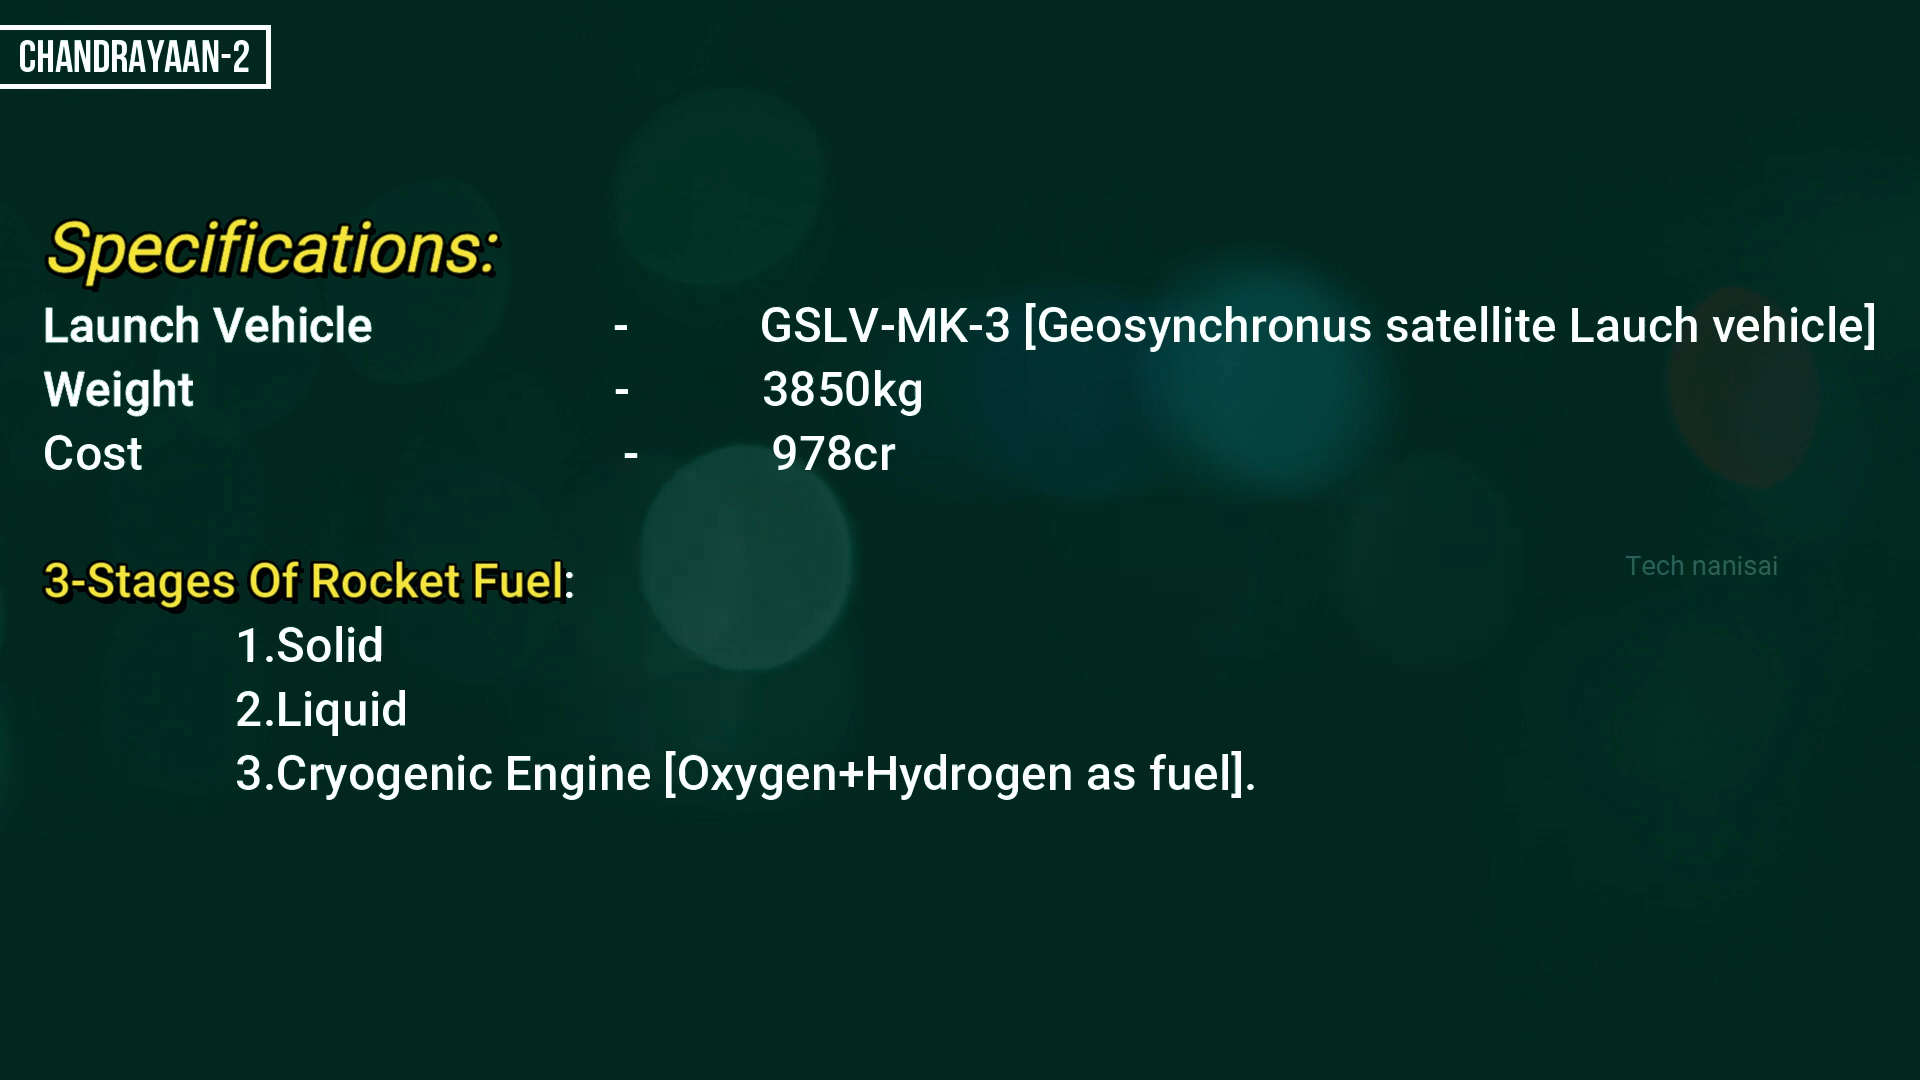 CHANDRAYAAN-2
Specifications:
Launch Vehicle - GSLV-MK-3 [Geosynchronus satellite Lauch vehicle]
Weight - 3850kg
Cost - 978cr
3-Stages Of Rocket Fuel:
1.Solid
2.Liquid
3.Cryogenic Engine [Oxygen+Hydrogen as fuel].
Tech nanisai